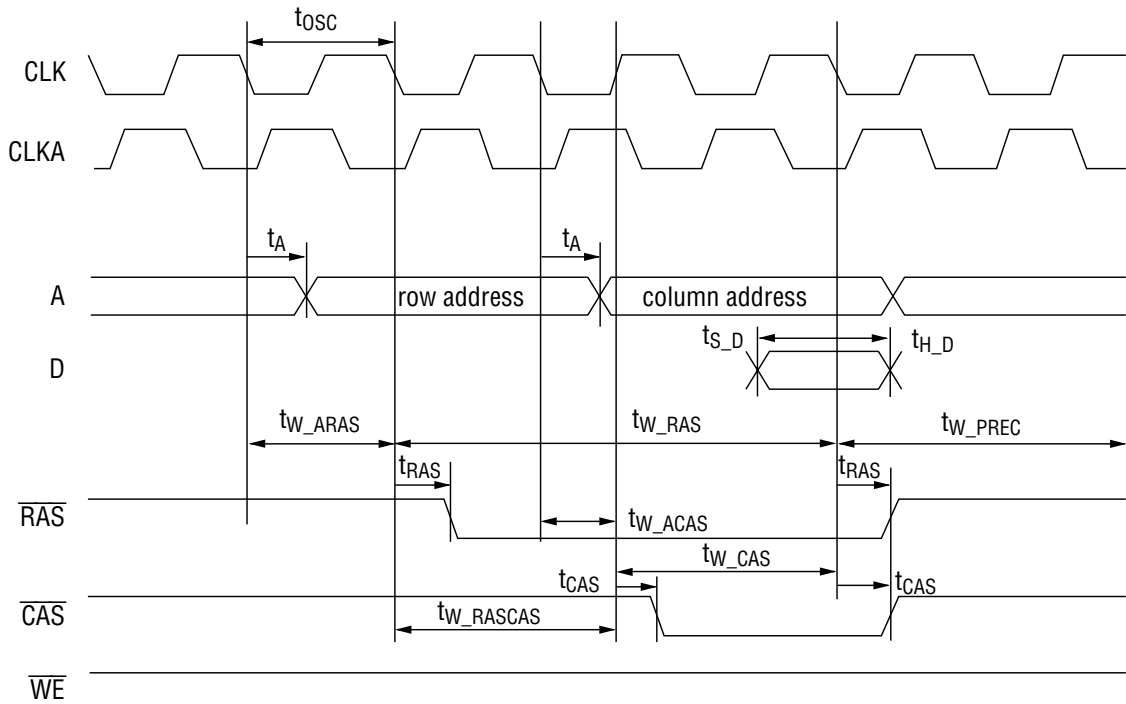 tOSC
CLK
CLKA
tA tA
A row address column address
tS_D tH_D
D
tW_ARAS tW_RAS tW_PREC
tRAS tRAS
RAS tW_ACAS
tW_CAS
tCAS tCAS
CAS tW_RASCAS
WE